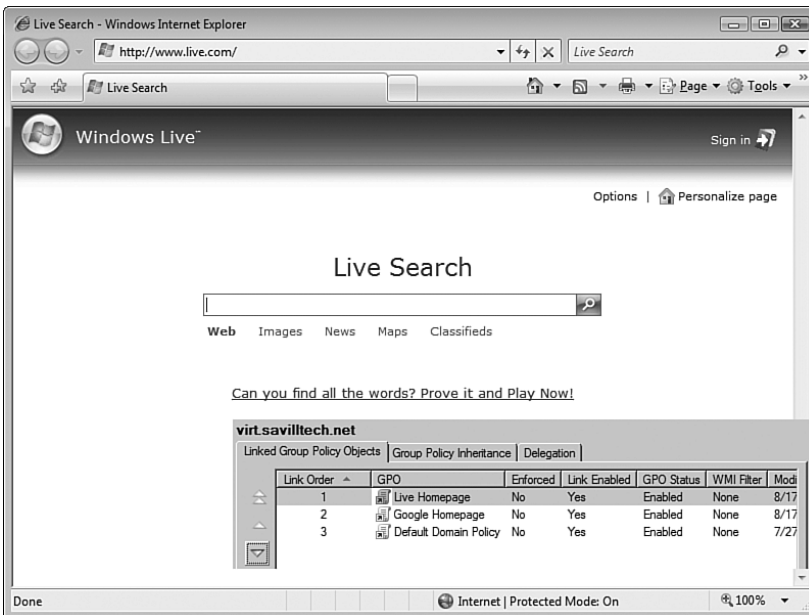 Live Search - Windows Internet Explorer
http://www.live.com/
Live Search
Live Search
Page
Tools
Windows Live™
Sign in
Options | Personalize page
Live Search
Web Images News Maps Classifieds
Can you find all the words? Prove it and Play Now!
virt.savilltech.net
Linked Group Policy Objects Group Policy Inheritance Delegation
Link Order GPO Enforced Link Enabled GPO Status WMI Filter Modi
1 Live Homepage No Yes Enabled None 8/17
2 Google Homepage No Yes Enabled None 8/17
3 Default Domain Policy No Yes Enabled None 7/27
Done
Internet | Protected Mode: On
100%